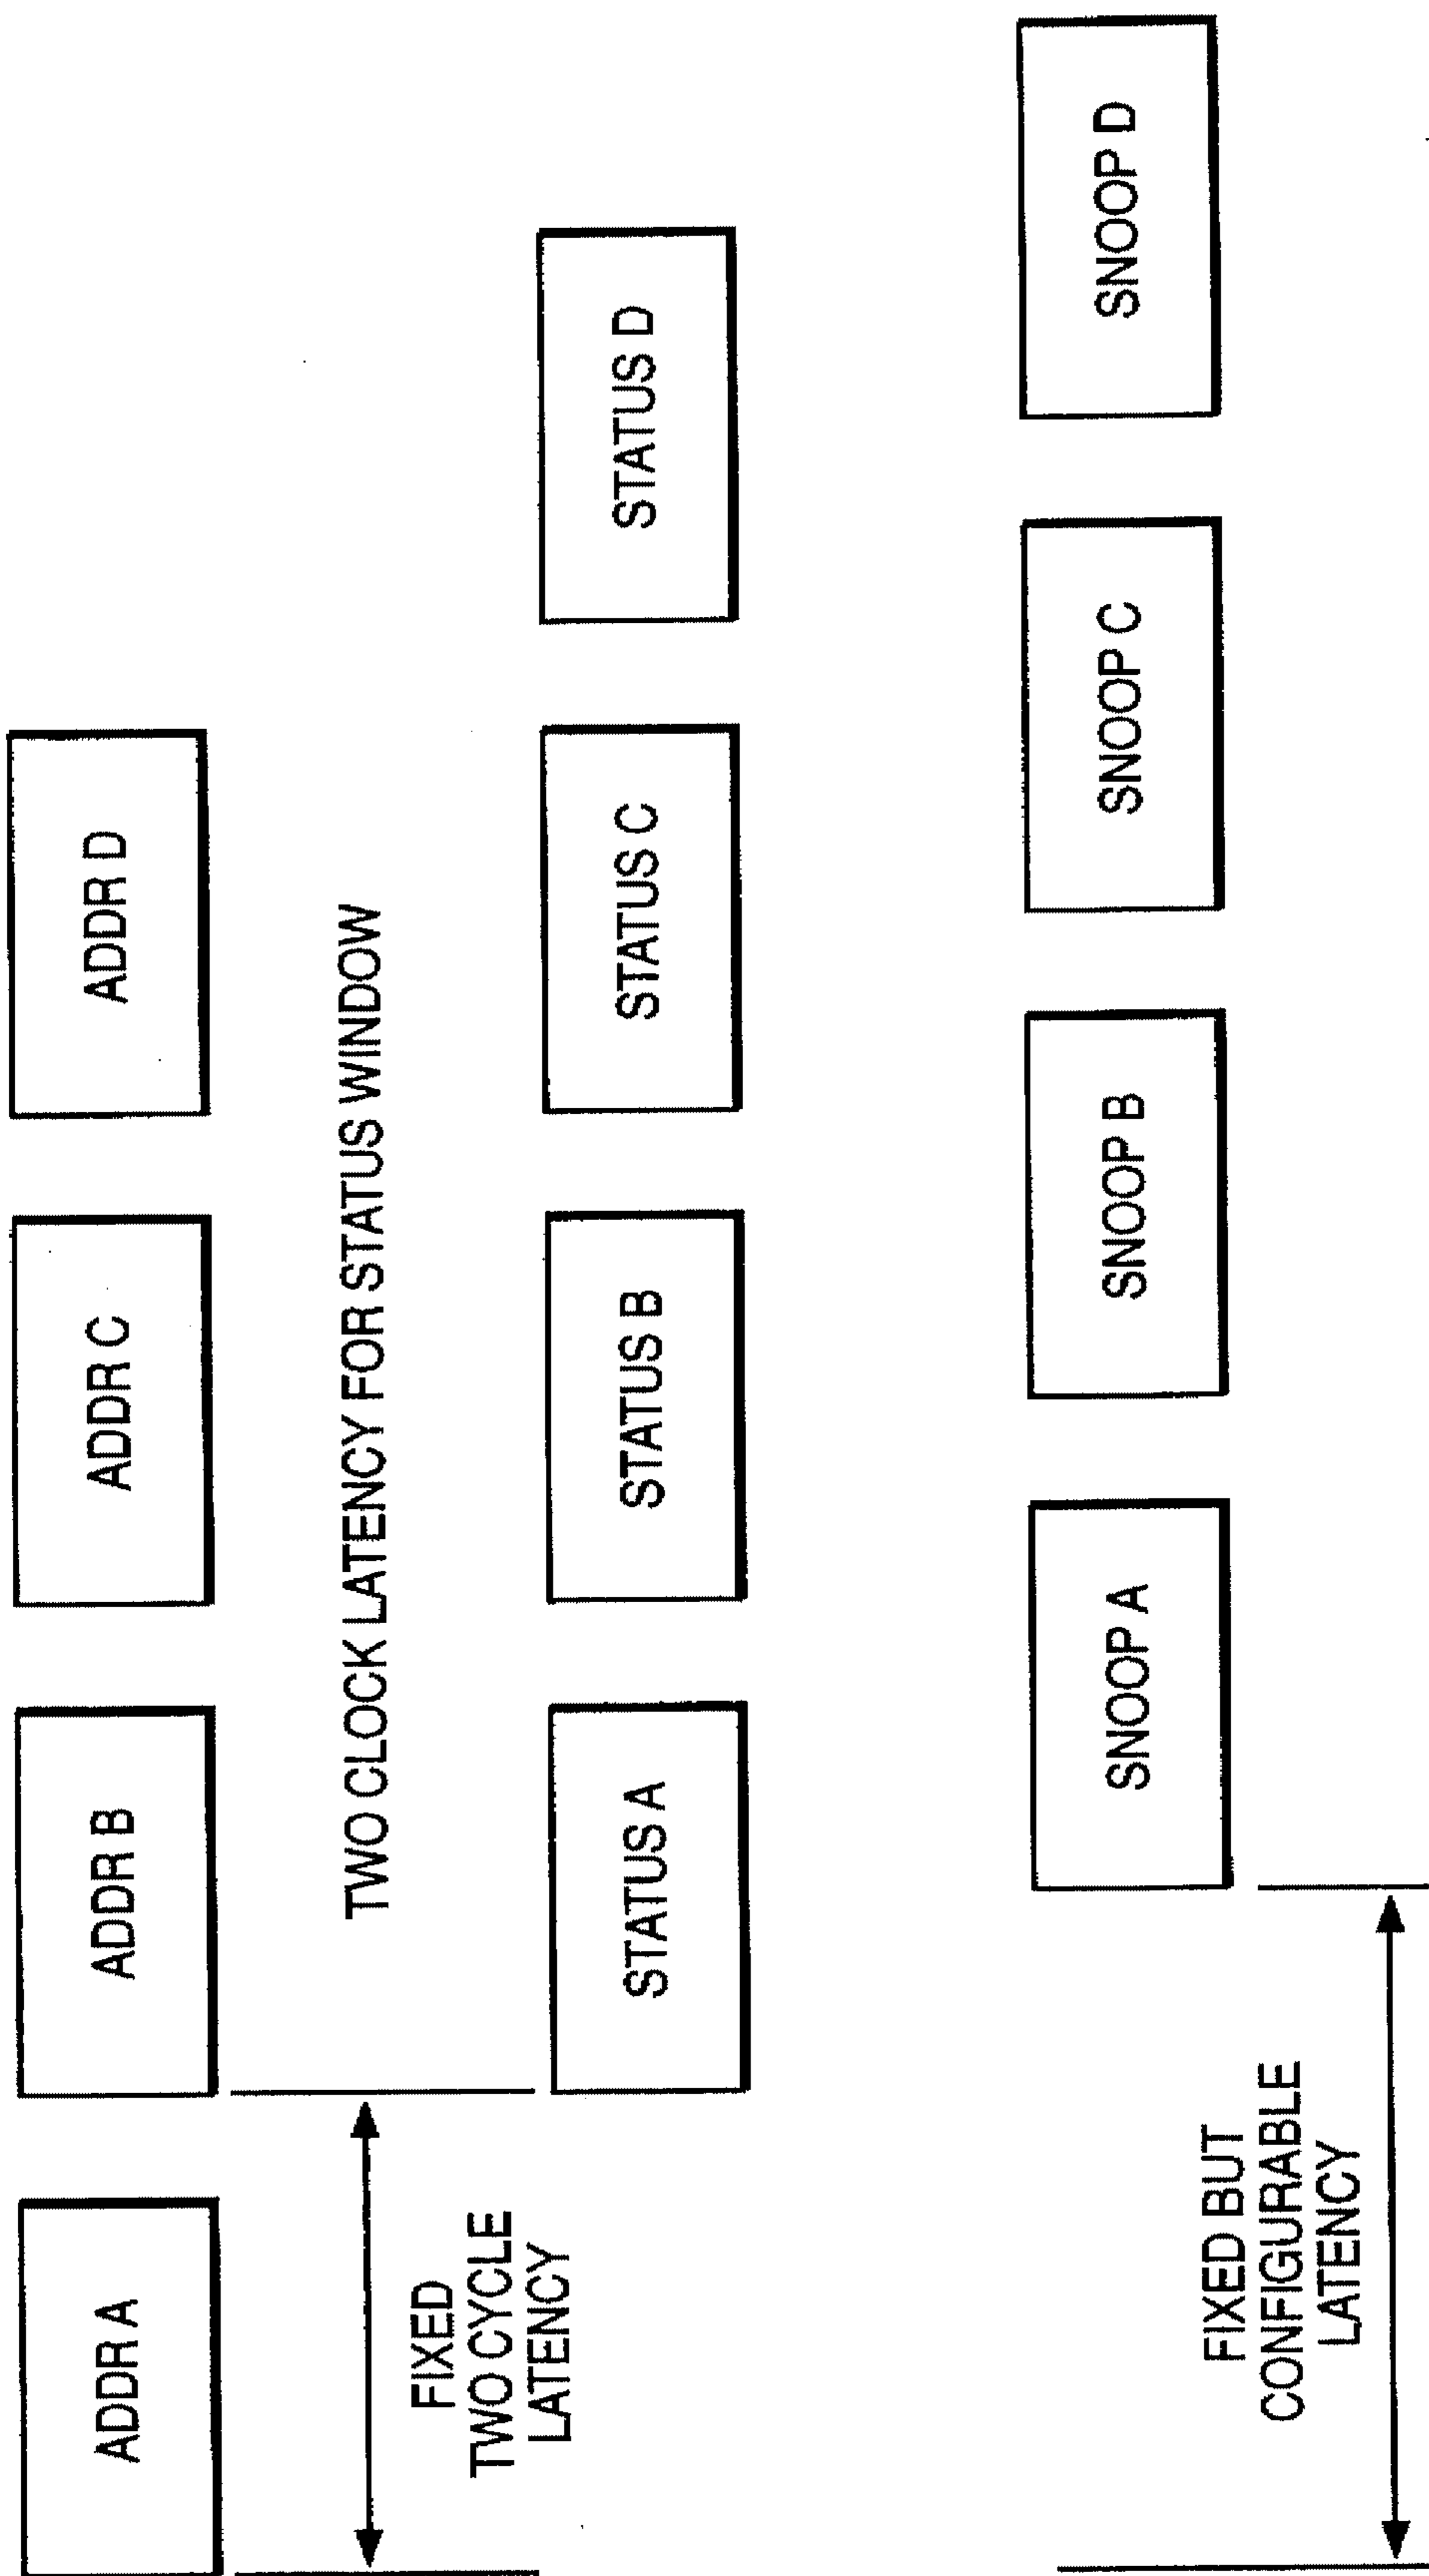 ADDR A
ADDR B
ADDR C
ADDR D
TWO CLOCK LATENCY FOR STATUS WINDOW
FIXED
TWO CYCLE
LATENCY
STATUS A
STATUS B
STATUS C
STATUS D
SNOOP A
SNOOP B
SNOOP C
SNOOP D
FIXED BUT
CONFIGURABLE
LATENCY